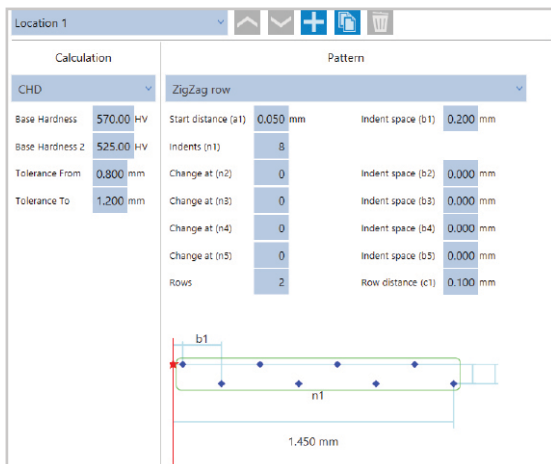 Location 1
Calculation
Pattern
CHD
ZigZag row
Base Hardness 570.00 HV
Start distance (a1) 0.050 mm
Indent space (b1) 0.200 mm
Base Hardness 2 525.00 HV
Indents (n1) 8
Tolerance From 0.800 mm
Change at (n2) 0
Indent space (b2) 0.000 mm
Tolerance To 1.200 mm
Change at (n3) 0
Indent space (b3) 0.000 mm
Change at (n4) 0
Indent space (b4) 0.000 mm
Change at (n5) 0
Indent space (b5) 0.000 mm
Rows 2
Row distance (c1) 0.100 mm
b1
n1
1.450 mm